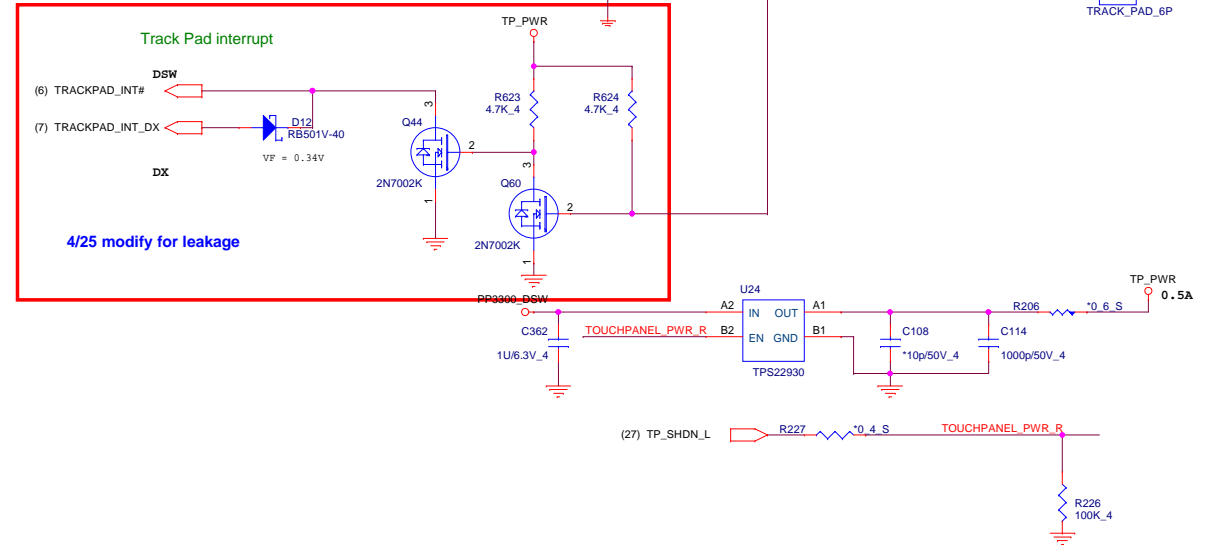 TRACK_PAD_6P
TP_PWR
Track Pad interrupt
DSW
(6) TRACKPAD_INT#
R623
4.7K_4
R624
4.7K_4
3
Q44
(7) TRACKPAD_INT_DX
D12
RB501V-40
VF = 0.34V
2
DX
2N7002K
3
Q60
1
2
4/25 modify for leakage
2N7002K
1
TP_PWR
0.5A
PP3300_DSW
U24
A2
IN
OUT
A1
R206
*0_6_S
C362
1U/6.3V_4
TOUCHPANEL_PWR_R
B2
EN
GND
B1
C108
*10p/50V_4
C114
1000p/50V_4
TPS22930
(27) TP_SHDN_L
R227
*0_4_S
TOUCHPANEL_PWR_R
R226
100K_4